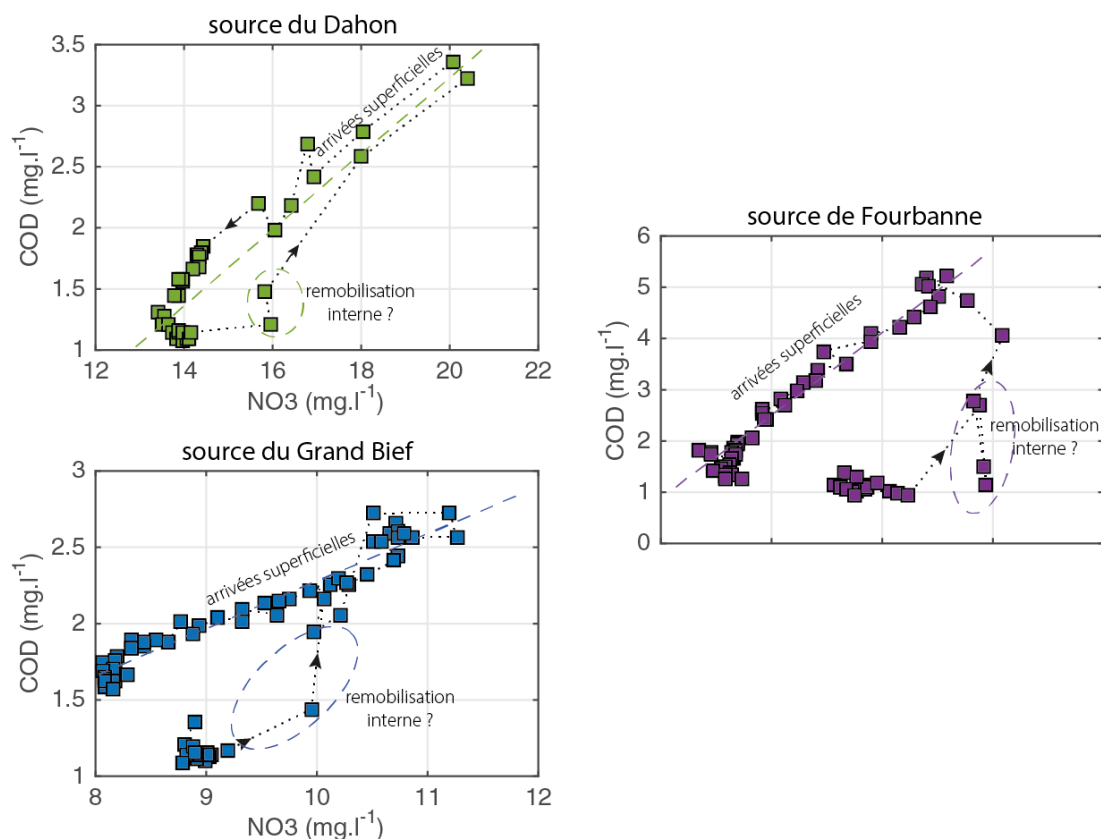 source du Dahon
3.5
3
2.5
2
1.5
1
COD (mg.l-1)
arrivées superficielles
remobilisation
interne ?
12
14
16
18
20
22
NO3 (mg.l-1)
source de Fourbanne
6
5
4
3
2
1
0
COD (mg.l-1)
arrivées superficielles
remobilisation
interne ?
source du Grand Bief
3
2.5
2
1.5
1
COD (mg.l-1)
arrivées superficielles
remobilisation
interne ?
8
9
10
11
12
NO3 (mg.l-1)